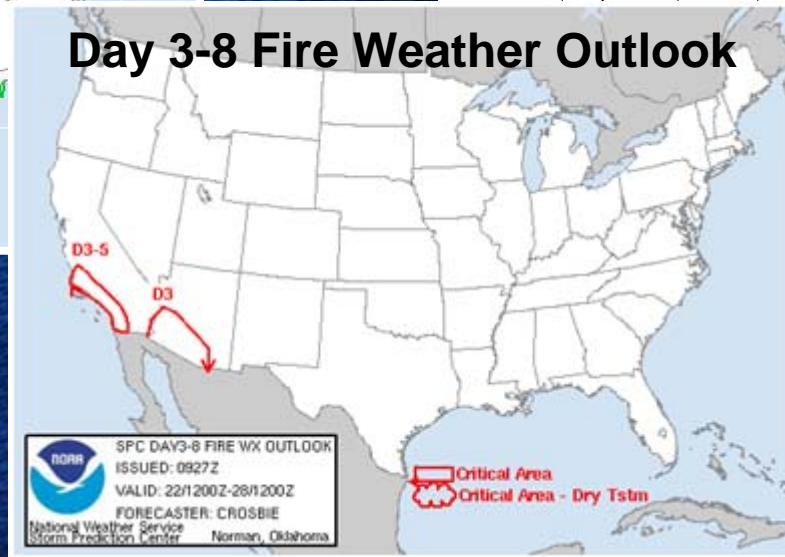 Day 3-8 Fire Weather Outlook
D3-5
D3
NOAA
SPC DAY3-8 FIRE WX OUTLOOK
ISSUED: 0927Z
VALID: 22/1200Z-28/1200Z
FORECASTER: CROSBIE
National Weather Service
Storm Prediction Center Norman, Oklahoma
Critical Area
Critical Area - Dry Tstm